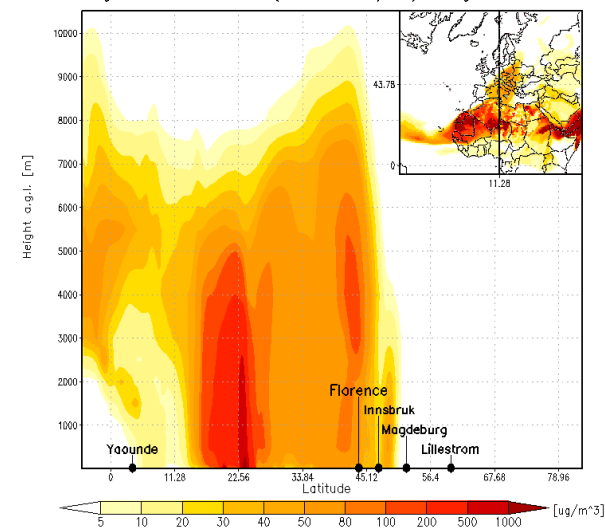 10000
9000
8000
7000
6000
5000
4000
3000
2000
1000
Height a.g.l. [m]
43.78
0
11.28
Florence
Innsbruk
Magdeburg
Yaounde
Lillestrom
0 11.28 22.56 33.84 45.12 56.4 67.68 78.96
Latitude
5 10 20 30 40 50 80 100 200 500 1000
[ug/m^3]